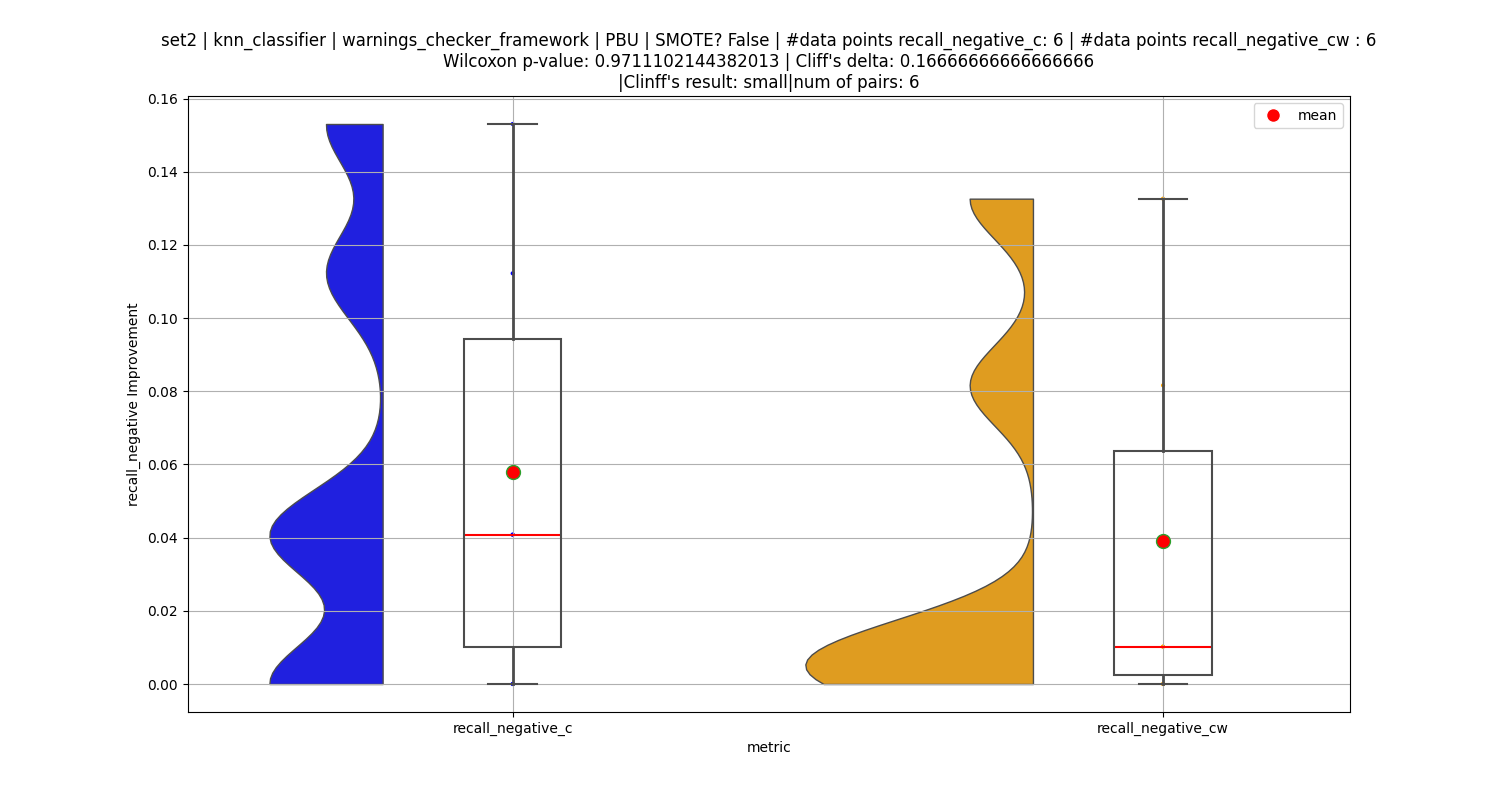 set2 | knn_classifier | warnings_checker_framework | PBU | SMOTE? False | #data points recall_negative_c: 6 | #data points recall_negative_cw : 6
Wilcoxon p-value: 0.9711102144382013 | Cliff's delta: 0.16666666666666666
|Clinff's result: small|num of pairs: 6
mean
0.16
0.14
0.12
0.10
0.08
0.06
0.04
0.02
0.00
recall_negative Improvement
recall_negative_c
recall_negative_cw
metric